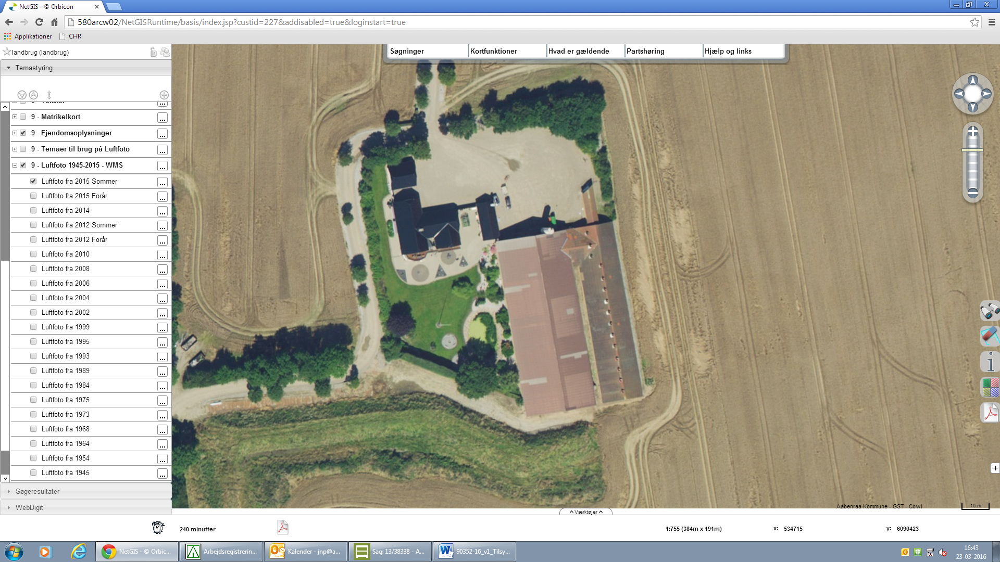 NetGIS - © Orbicon
580arcw02/NetGISRuntime/basis/index.jsp?custid=227&addisabled=true&loginstart=true
Applikationer
CHR
landbrug (landbrug)
Søgninger
Kortfunktioner
Hvad er gældende
Partshøring
Hjælp og links
Temastyring
9 - Matrikelkort
9 - Ejendomsoplysninger
9 - Temaer til brug på Luftfoto
9 - Luftfoto 1945-2015 - WMS
Luftfoto fra 2015 Sommer
Luftfoto fra 2015 Forår
Luftfoto fra 2014
Luftfoto fra 2012 Sommer
Luftfoto fra 2012 Forår
Luftfoto fra 2010
Luftfoto fra 2008
Luftfoto fra 2006
Luftfoto fra 2004
Luftfoto fra 2002
Luftfoto fra 1999
Luftfoto fra 1995
Luftfoto fra 1993
Luftfoto fra 1989
Luftfoto fra 1984
Luftfoto fra 1975
Luftfoto fra 1973
Luftfoto fra 1968
Luftfoto fra 1964
Luftfoto fra 1954
Luftfoto fra 1945
Søgeresultater
WebDigit
Aabenraa Kommune - GST - Cowi
10 m
Værktøjer
240 minutter
1:755 (384m x 191m)
x: 534715
y: 6090423
NetGIS - © Orbic...
Arbejdsregistrerin...
Kalender - jnp@a...
Sag: 13/38338 - A...
90352-16_v1_Tilsy...
16:43
23-03-2016